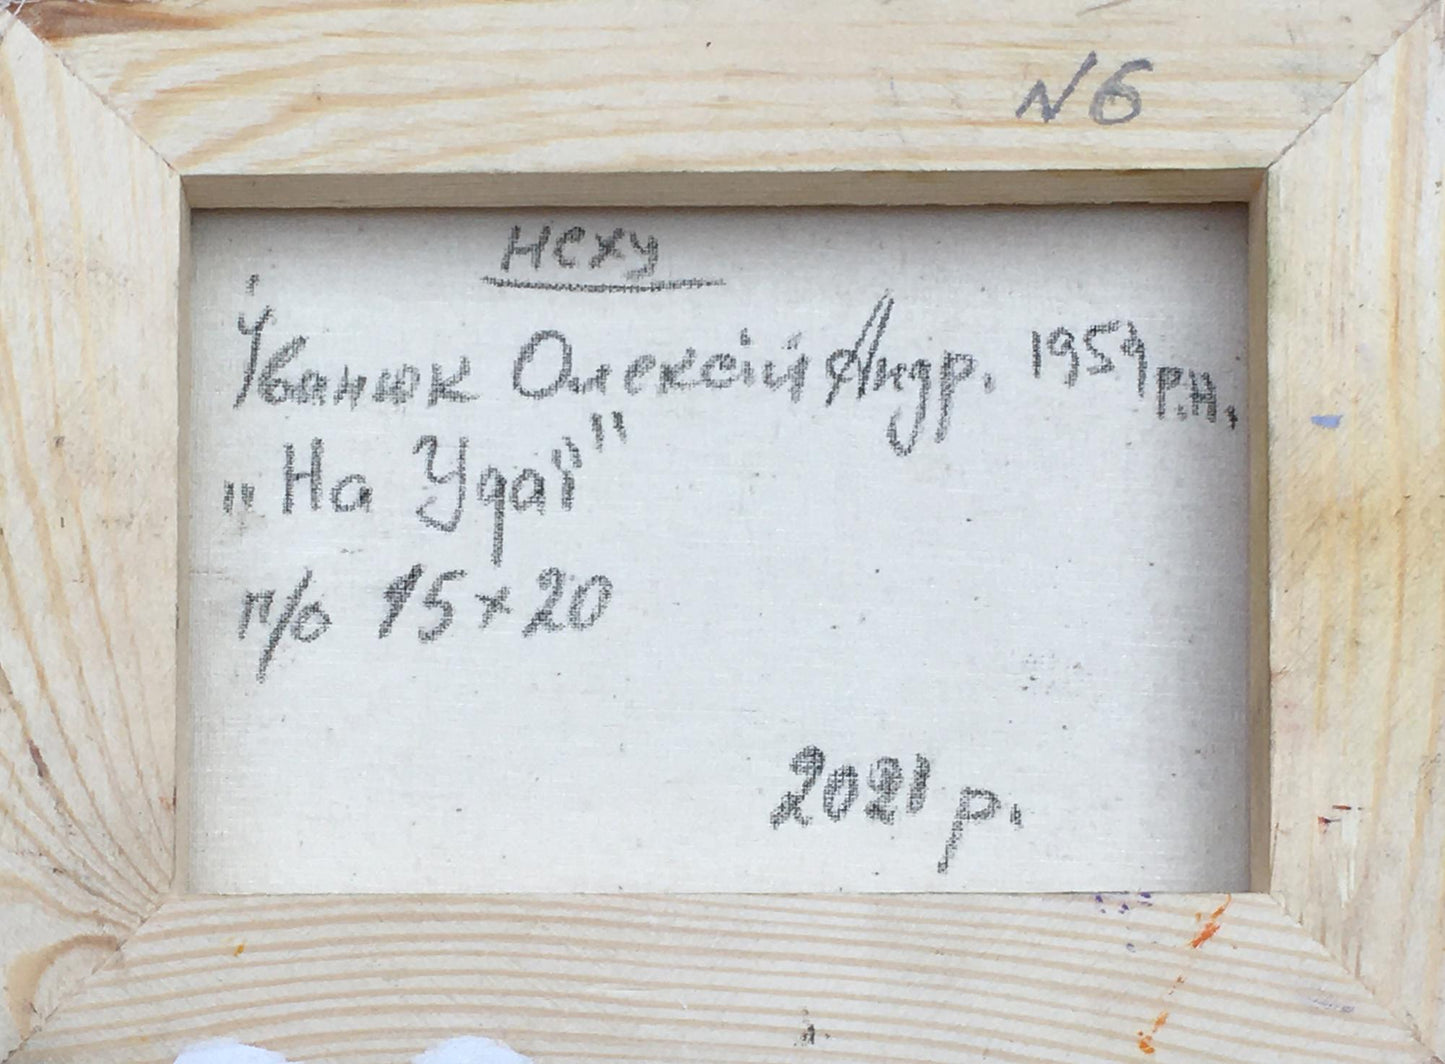 N6
нсху
Іванюк Олексій Андр. 1959 р.н.
„На Удаї"
п/о 15×20
2021 р.